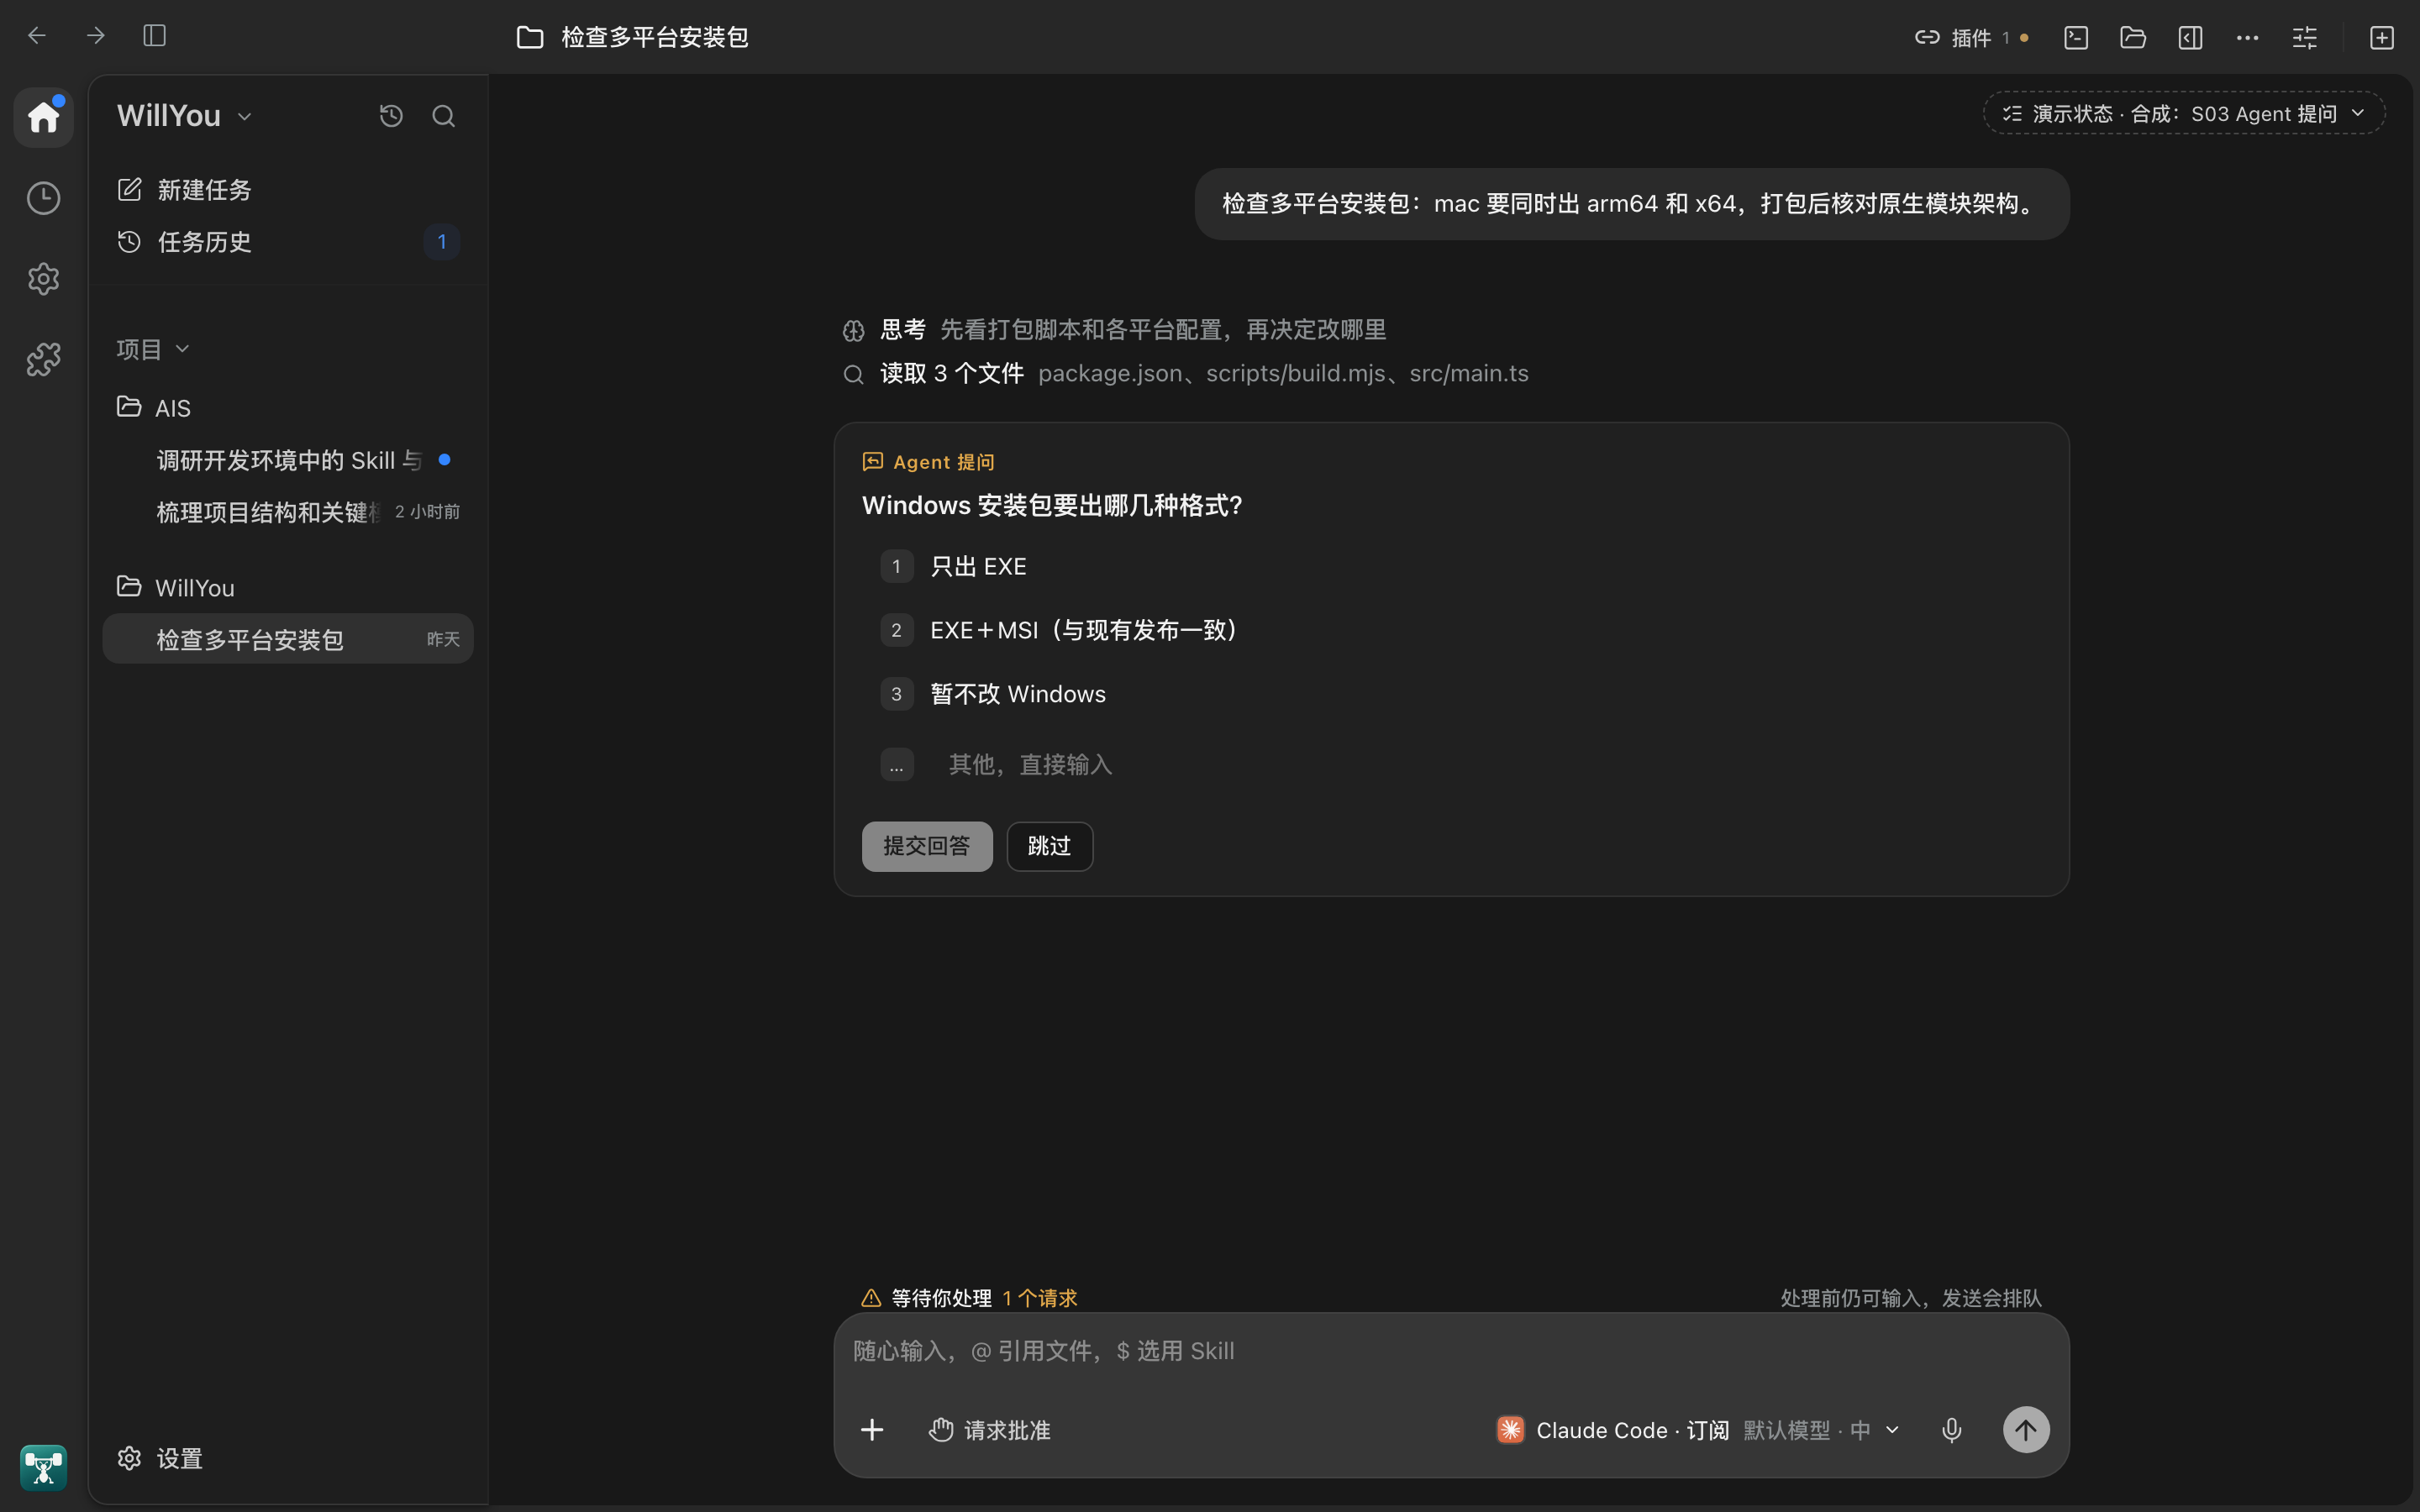 检查多平台安装包
插件 1
WillYou
演示状态 · 合成：S03 Agent 提问
新建任务
任务历史 1
项目
AIS
调研开发环境中的 Skill 与
梳理项目结构和关键 2 小时前
WillYou
检查多平台安装包 昨天
设置
检查多平台安装包：mac 要同时出 arm64 和 x64，打包后核对原生模块架构。
思考 先看打包脚本和各平台配置，再决定改哪里
读取 3 个文件 package.json、scripts/build.mjs、src/main.ts
Agent 提问
Windows 安装包要出哪几种格式？
1 只出 EXE
2 EXE＋MSI（与现有发布一致）
3 暂不改 Windows
... 其他，直接输入
提交回答 跳过
等待你处理 1 个请求 处理前仍可输入，发送会排队
随心输入，@ 引用文件，$ 选用 Skill
请求批准 Claude Code · 订阅 默认模型 · 中